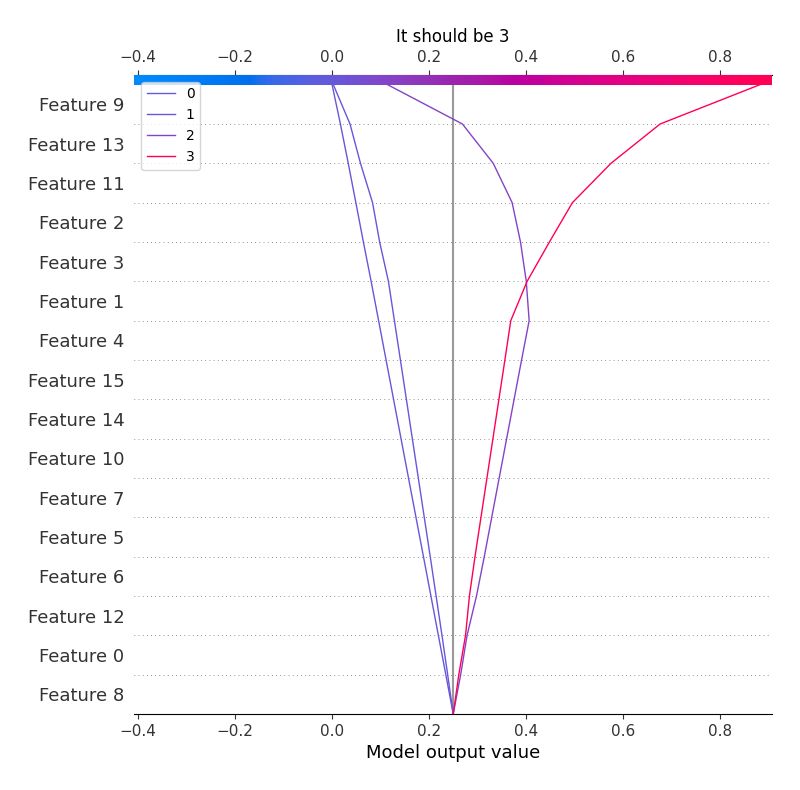 It should be 3
−0.4 −0.2 0.0 0.2 0.4 0.6 0.8
0
1
2
3
Feature 9
Feature 13
Feature 11
Feature 2
Feature 3
Feature 1
Feature 4
Feature 15
Feature 14
Feature 10
Feature 7
Feature 5
Feature 6
Feature 12
Feature 0
Feature 8
−0.4 −0.2 0.0 0.2 0.4 0.6 0.8
Model output value